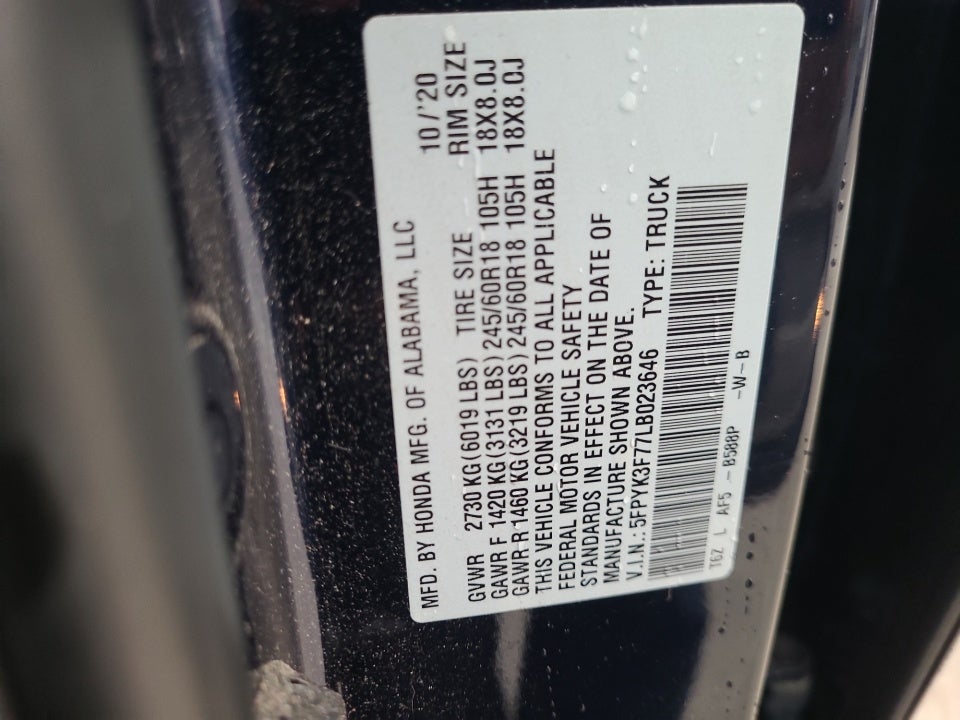 MFD. BY HONDA MFG. OF ALABAMA, LLC 10/'20
GVWR 2730 KG (6019 LBS) TIRE SIZE RIM SIZE
GAWR F 1420 KG (3131 LBS) 245/60R18 105H 18X8.0J
GAWR R 1460 KG (3219 LBS) 245/60R18 105H 18X8.0J
THIS VEHICLE CONFORMS TO ALL APPLICABLE
FEDERAL MOTOR VEHICLE SAFETY
STANDARDS IN EFFECT ON THE DATE OF
MANUFACTURE SHOWN ABOVE.
V.I.N.: 5FPYK3F77LB023646 TYPE: TRUCK
T6Z L AF5 - B588P -W-B